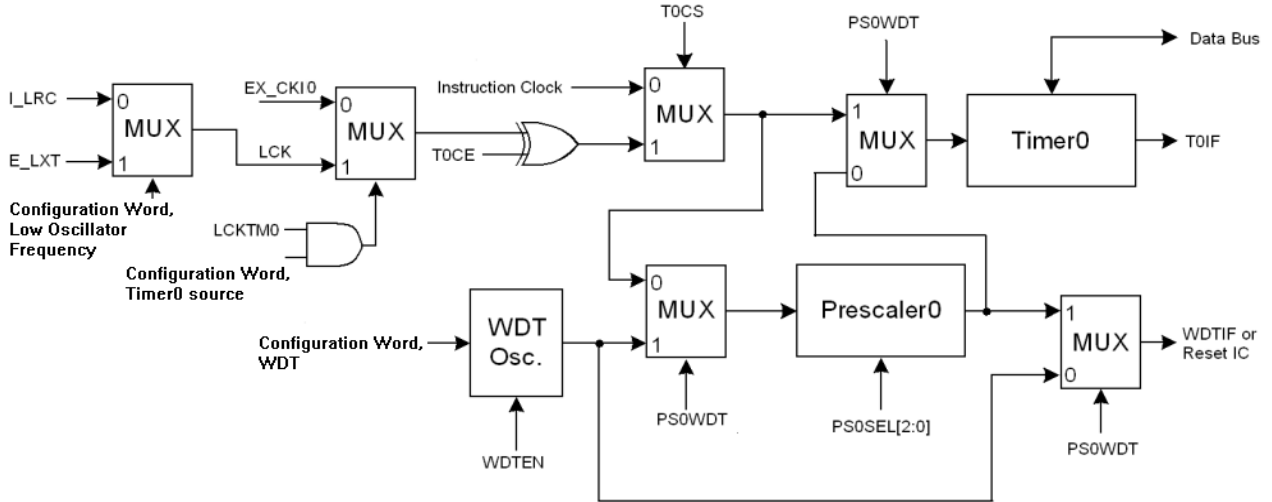 T0CS
PS0WDT
Data Bus
I_LRC
0
MUX
E_LXT
1
EX_CKI0
0
MUX
LCK
1
Instruction Clock
0
MUX
T0CE
1
1
MUX
0
Timer0
T0IF
Configuration Word,
Low Oscillator
Frequency
LCKTM0
Configuration Word,
Timer0 source
Configuration Word,
WDT
WDT
Osc.
WDTEN
0
MUX
1
PS0WDT
Prescaler0
PS0SEL[2:0]
1
MUX
0
WDTIF or
Reset IC
PS0WDT